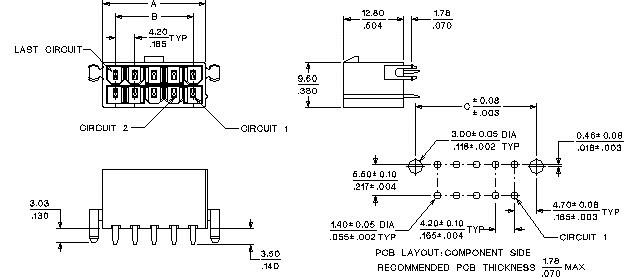 A
B
4.20 TYP
.165
LAST CIRCUIT
CIRCUIT 2
CIRCUIT 1
12.80
.504
1.78
.070
9.60
.380
C ± 0.08
± .003
3.00 ± 0.05 DIA
.118 ± .002 TYP
0.46 ± 0.08
.018 ± .003
5.50 ± 0.10
.217 ± .004
4.70 ± 0.08
.185 ± .003 TYP
1.40 ± 0.05 DIA
.055 ± .002 TYP
4.20 ± 0.10 TYP
.165 ± .004
CIRCUIT 1
PCB LAYOUT: COMPONENT SIDE
RECOMMENDED PCB THICKNESS 1.78 MAX
.070
3.03
.130
3.50
.140